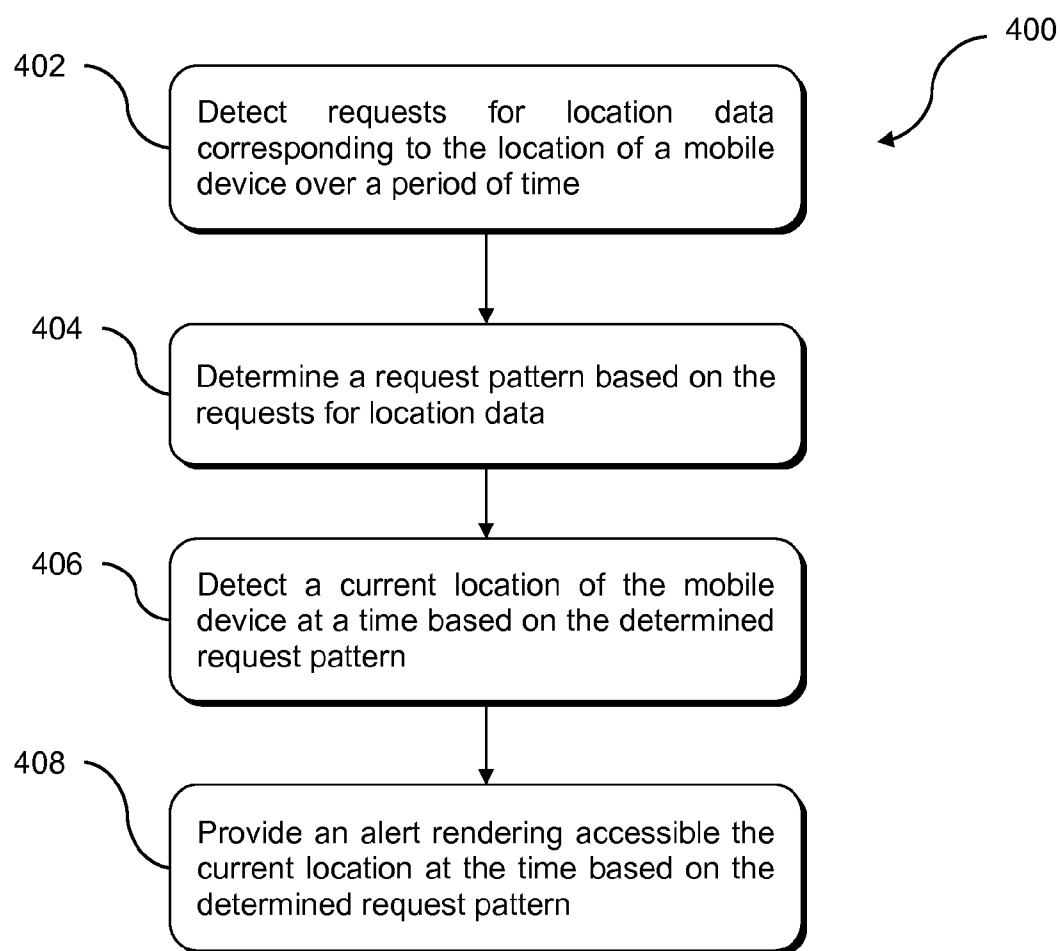 400
402
Detect requests for location data
corresponding to the location of a mobile
device over a period of time
404
Determine a request pattern based on the
requests for location data
406
Detect a current location of the mobile
device at a time based on the determined
request pattern
408
Provide an alert rendering accessible the
current location at the time based on the
determined request pattern